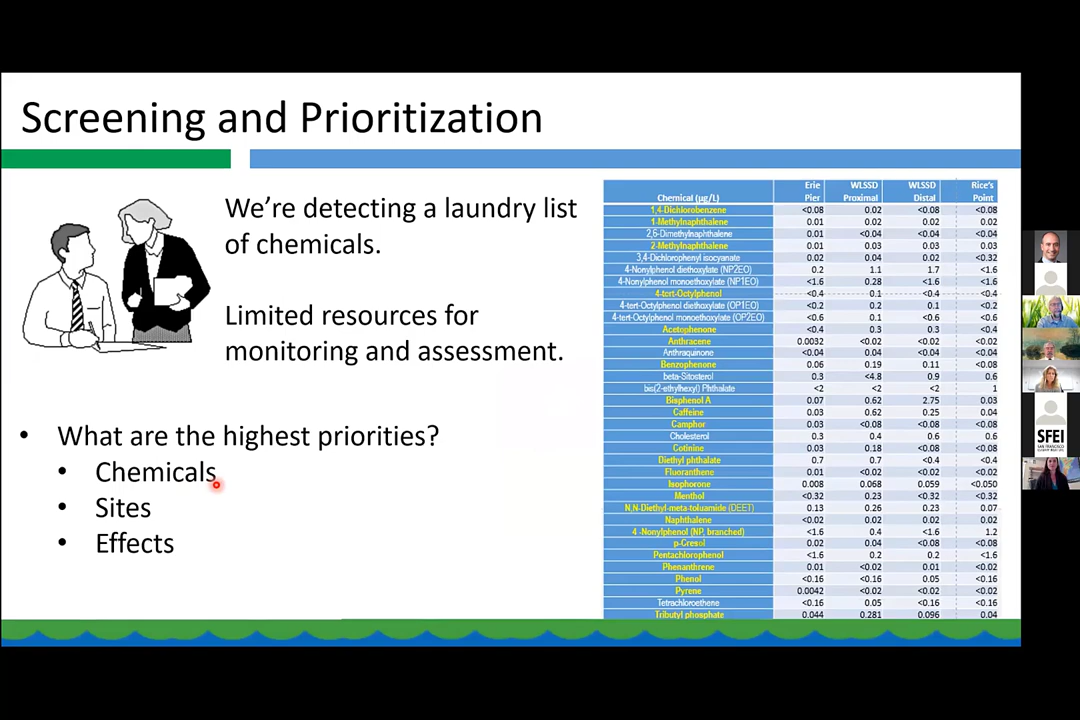 Screening and Prioritization
We're detecting a laundry list
of chemicals.
Limited resources for
monitoring and assessment.
• What are the highest priorities?
• Chemicals
• Sites
• Effects
Chemical (µg/L) Erie Pier WLSSD Proximal WLSSD Distal Rice's Point
1,4-Dichlorobenzene <0.08 0.02 <0.08 <0.08
1-Methylnaphthalene 0.01 0.02 0.02 0.02
2,6-Dimethylnaphthalene 0.01 <0.04 <0.04 <0.04
2-Methylnaphthalene 0.01 0.03 0.03 0.03
3,4-Dichlorophenyl isocyanate 0.02 0.04 0.02 <0.32
4-Nonylphenol diethoxylate (NP2EO) 0.2 1.1 1.7 <1.6
4-Nonylphenol monoethoxylate (NP1EO) <1.6 0.28 <1.6 <1.6
4-tert-Octylphenol <0.4 0.1 <0.4 <0.4
4-tert-Octylphenol diethoxylate (OP1EO) <0.2 0.2 0.1 <0.2
4-tert-Octylphenol monoethoxylate (OP2EO) <0.6 0.1 <0.6 <0.6
Acetophenone <0.4 0.3 0.3 <0.4
Anthracene 0.0032 <0.02 <0.02 <0.02
Anthraquinone <0.04 0.04 <0.04 <0.04
Benzophenone 0.06 0.19 0.11 <0.08
beta-Sitosterol 0.3 <4.8 0.9 0.6
bis(2-ethylhexyl) Phthalate <2 <2 <2 1
Bisphenol A 0.07 0.62 2.75 0.03
Caffeine 0.03 0.62 0.25 0.04
Camphor 0.03 <0.08 <0.08 <0.08
Cholesterol 0.3 0.4 0.6 0.6
Cotinine 0.03 0.18 <0.08 <0.08
Diethyl phthalate 0.7 0.7 <0.4 <0.4
Fluoranthene 0.01 <0.02 <0.02 <0.02
Isophorone 0.008 0.068 0.059 <0.050
Menthol <0.32 0.23 <0.32 <0.32
N,N-Diethyl-meta-toluamide (DEET) 0.13 0.26 0.23 0.07
Naphthalene <0.02 0.02 0.02 0.02
4 -Nonylphenol (NP, branched) <1.6 0.4 <1.6 1.2
p-Cresol 0.02 0.04 <0.08 <0.08
Pentachlorophenol <1.6 0.2 0.2 <1.6
Phenanthrene 0.01 <0.02 0.01 <0.02
Phenol <0.16 <0.16 0.05 <0.16
Pyrene 0.0042 <0.02 <0.02 <0.02
Tetrachloroethene <0.16 0.05 <0.16 <0.16
Tributyl phosphate 0.044 0.281 0.096 0.04
SFEI